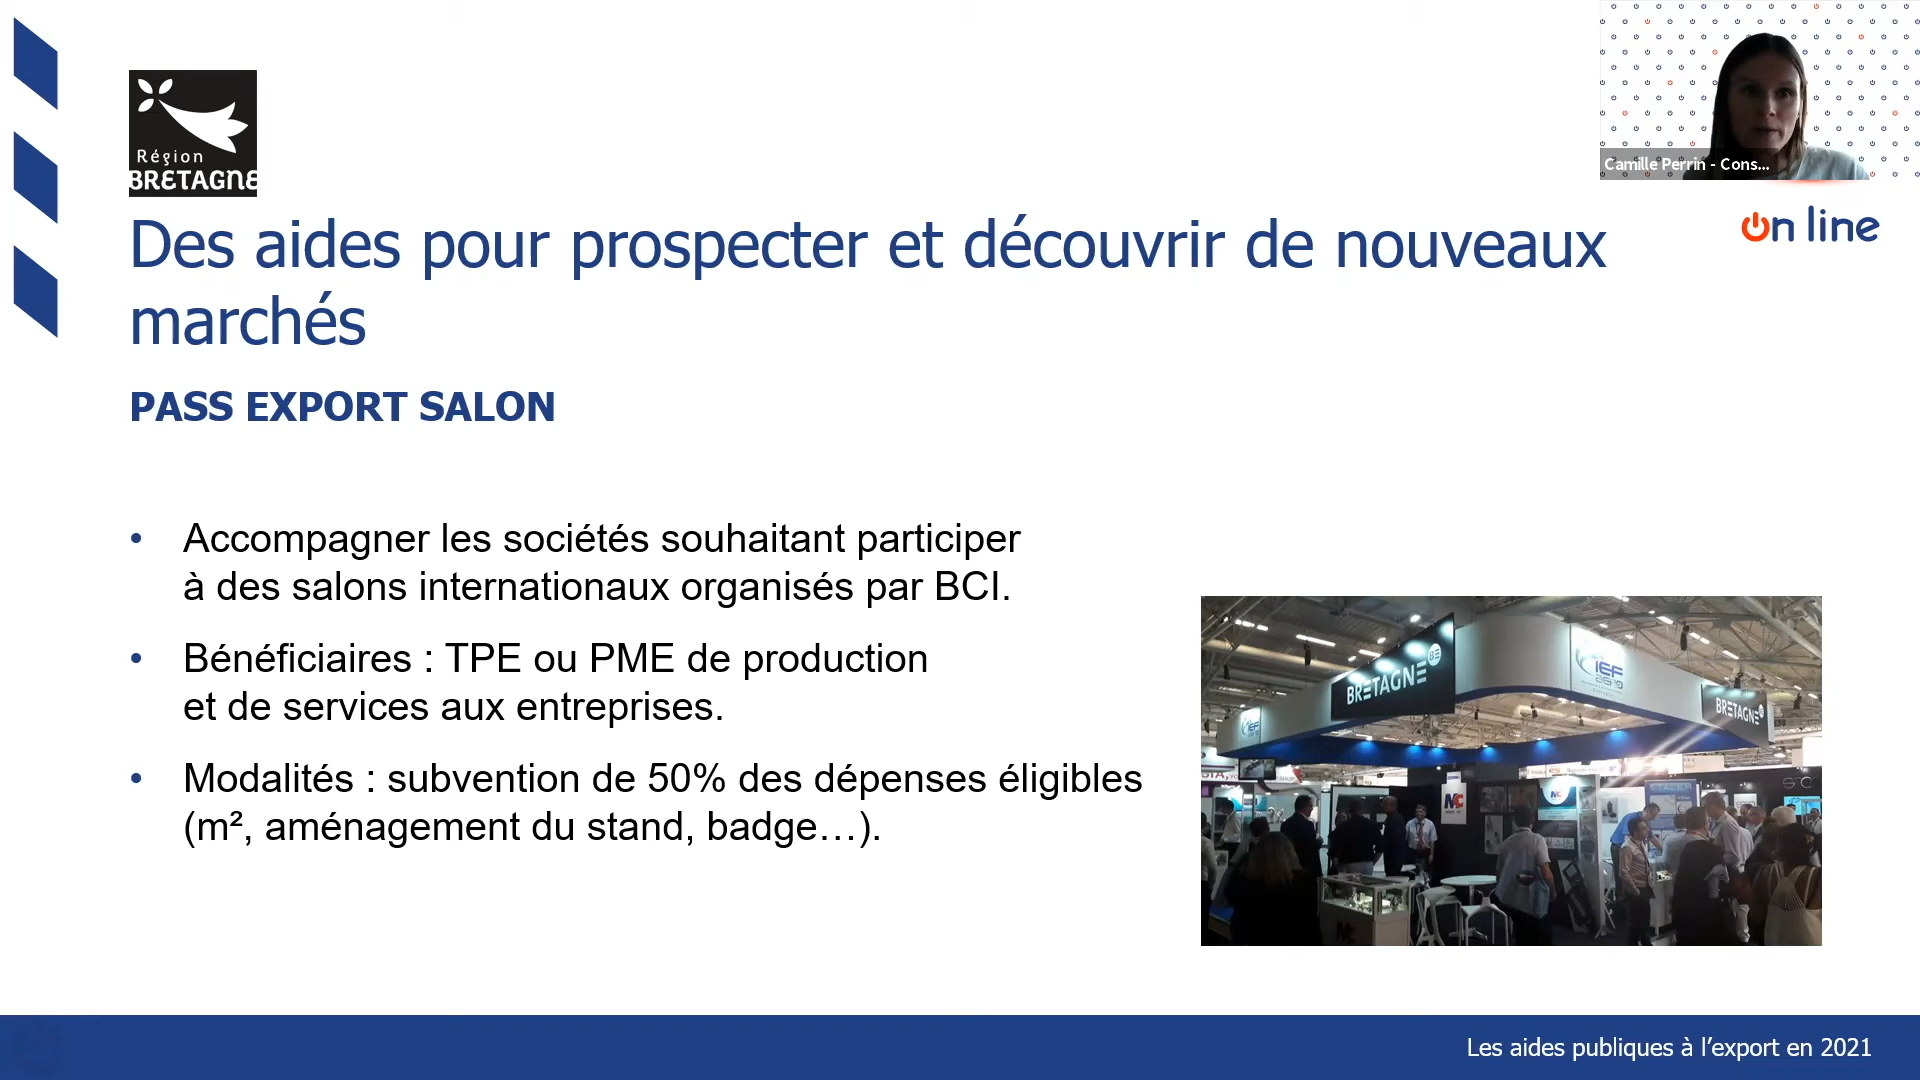 Région
BRETAGNE
Camille Perrin - Cons...
On line
Des aides pour prospecter et découvrir de nouveaux
marchés
PASS EXPORT SALON
• Accompagner les sociétés souhaitant participer
à des salons internationaux organisés par BCI.
• Bénéficiaires : TPE ou PME de production
et de services aux entreprises.
• Modalités : subvention de 50% des dépenses éligibles
(m², aménagement du stand, badge…).
BRETAGNE
IEF
aero
BRETAGNE
IEF
Les aides publiques à l’export en 2021